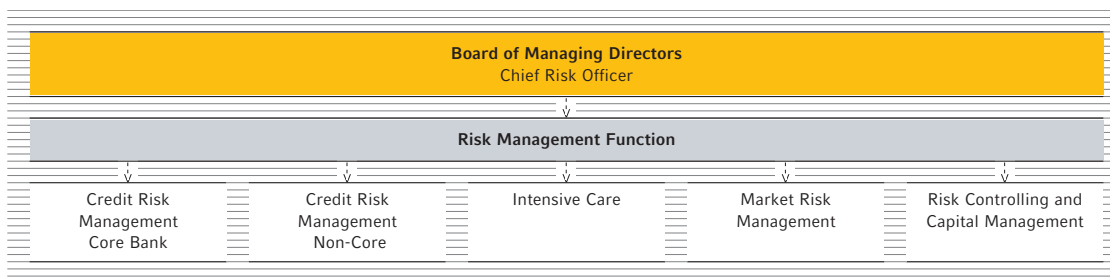 Board of Managing Directors
Chief Risk Officer
Risk Management Function
Credit Risk
Management
Core Bank
Credit Risk
Management
Non-Core
Intensive Care
Market Risk
Management
Risk Controlling and
Capital Management